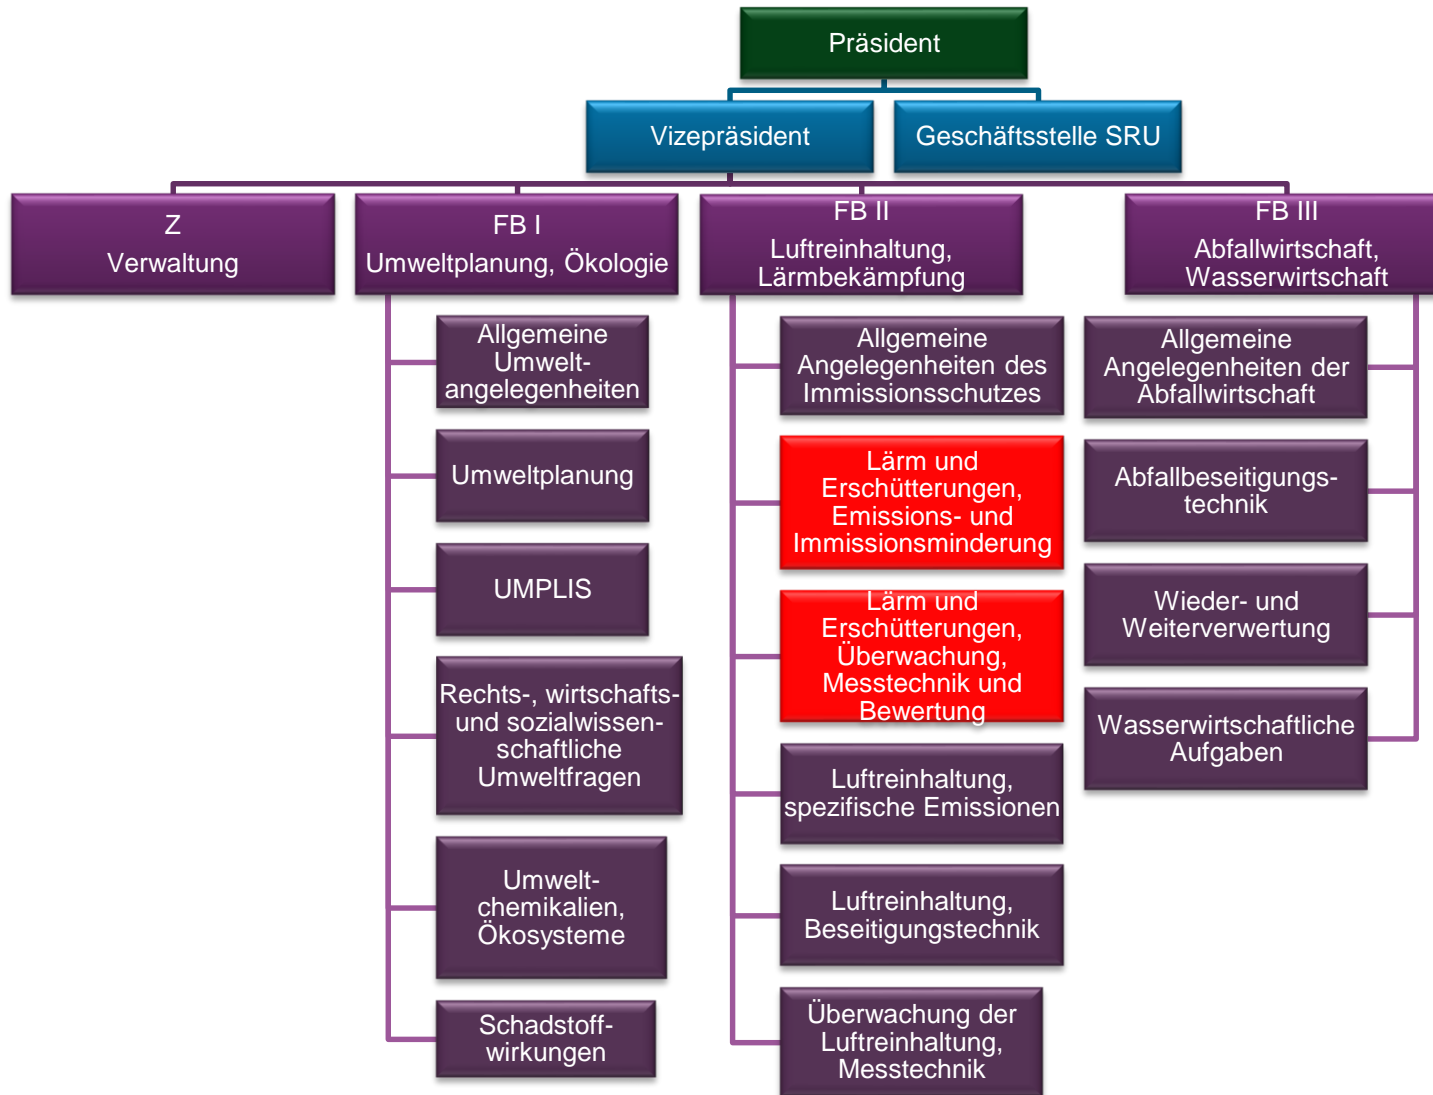 Präsident
Vizepräsident
Geschäftsstelle SRU
Z
Verwaltung
FB I
Umweltplanung, Ökologie
FB II
Luftreinhaltung,
Lärmbekämpfung
FB III
Abfallwirtschaft,
Wasserwirtschaft
Allgemeine
Umwelt-
angelegenheiten
Umweltplanung
UMPLIS
Rechts-, wirtschafts-
und sozialwissen-
schaftliche
Umweltfragen
Umwelt-
chemikalien,
Ökosysteme
Schadstoff-
wirkungen
Allgemeine
Angelegenheiten des
Immissionsschutzes
Lärm und
Erschütterungen,
Emissions- und
Immissionsminderung
Lärm und
Erschütterungen,
Überwachung,
Messtechnik und
Bewertung
Luftreinhaltung,
spezifische Emissionen
Luftreinhaltung,
Beseitigungstechnik
Überwachung der
Luftreinhaltung,
Messtechnik
Allgemeine
Angelegenheiten der
Abfallwirtschaft
Abfallbeseitigungs-
technik
Wieder- und
Weiterverwertung
Wasserwirtschaftliche
Aufgaben